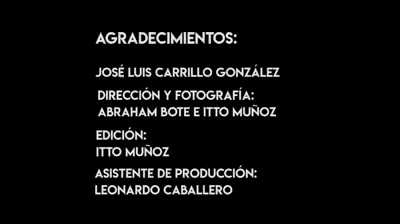 AGRADECIMIENTOS:
JOSÉ LUIS CARRILLO GONZÁLEZ
DIRECCIÓN Y FOTOGRAFÍA:
ABRAHAM BOTE E ITTO MUÑOZ
EDICIÓN:
ITTO MUÑOZ
ASISTENTE DE PRODUCCIÓN:
LEONARDO CABALLERO